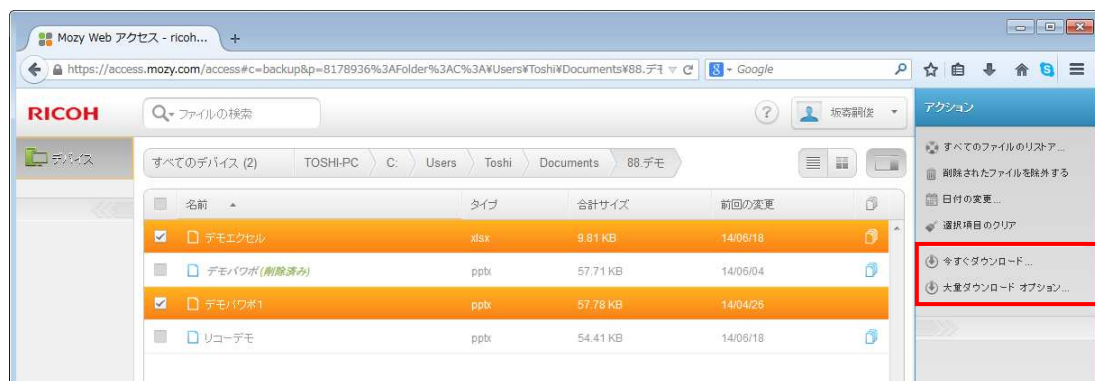 Mozy Web アクセス - ricoh...
https://access.mozy.com/access#c=backup&p=8178936%3AFolder%3AC%3A¥Users¥Toshi¥Documents¥88.デモ
Google
RICOH
ファイルの検索
?
坂寄嗣俊
アクション
デバイス
すべてのデバイス (2) TOSHI-PC C: Users Toshi Documents 88.デモ
すべてのファイルのリストア...
削除されたファイルを除外する
日付の変更...
選択項目のクリア
今すぐダウンロード...
大量ダウンロード オプション...
名前 タイプ 合計サイズ 前回の変更
デモエクセル xlsx 9.81 KB 14/06/18
デモパワポ(削除済み) pptx 57.71 KB 14/06/04
デモパワポ1 pptx 57.78 KB 14/04/26
リコーデモ pptx 54.41 KB 14/06/18